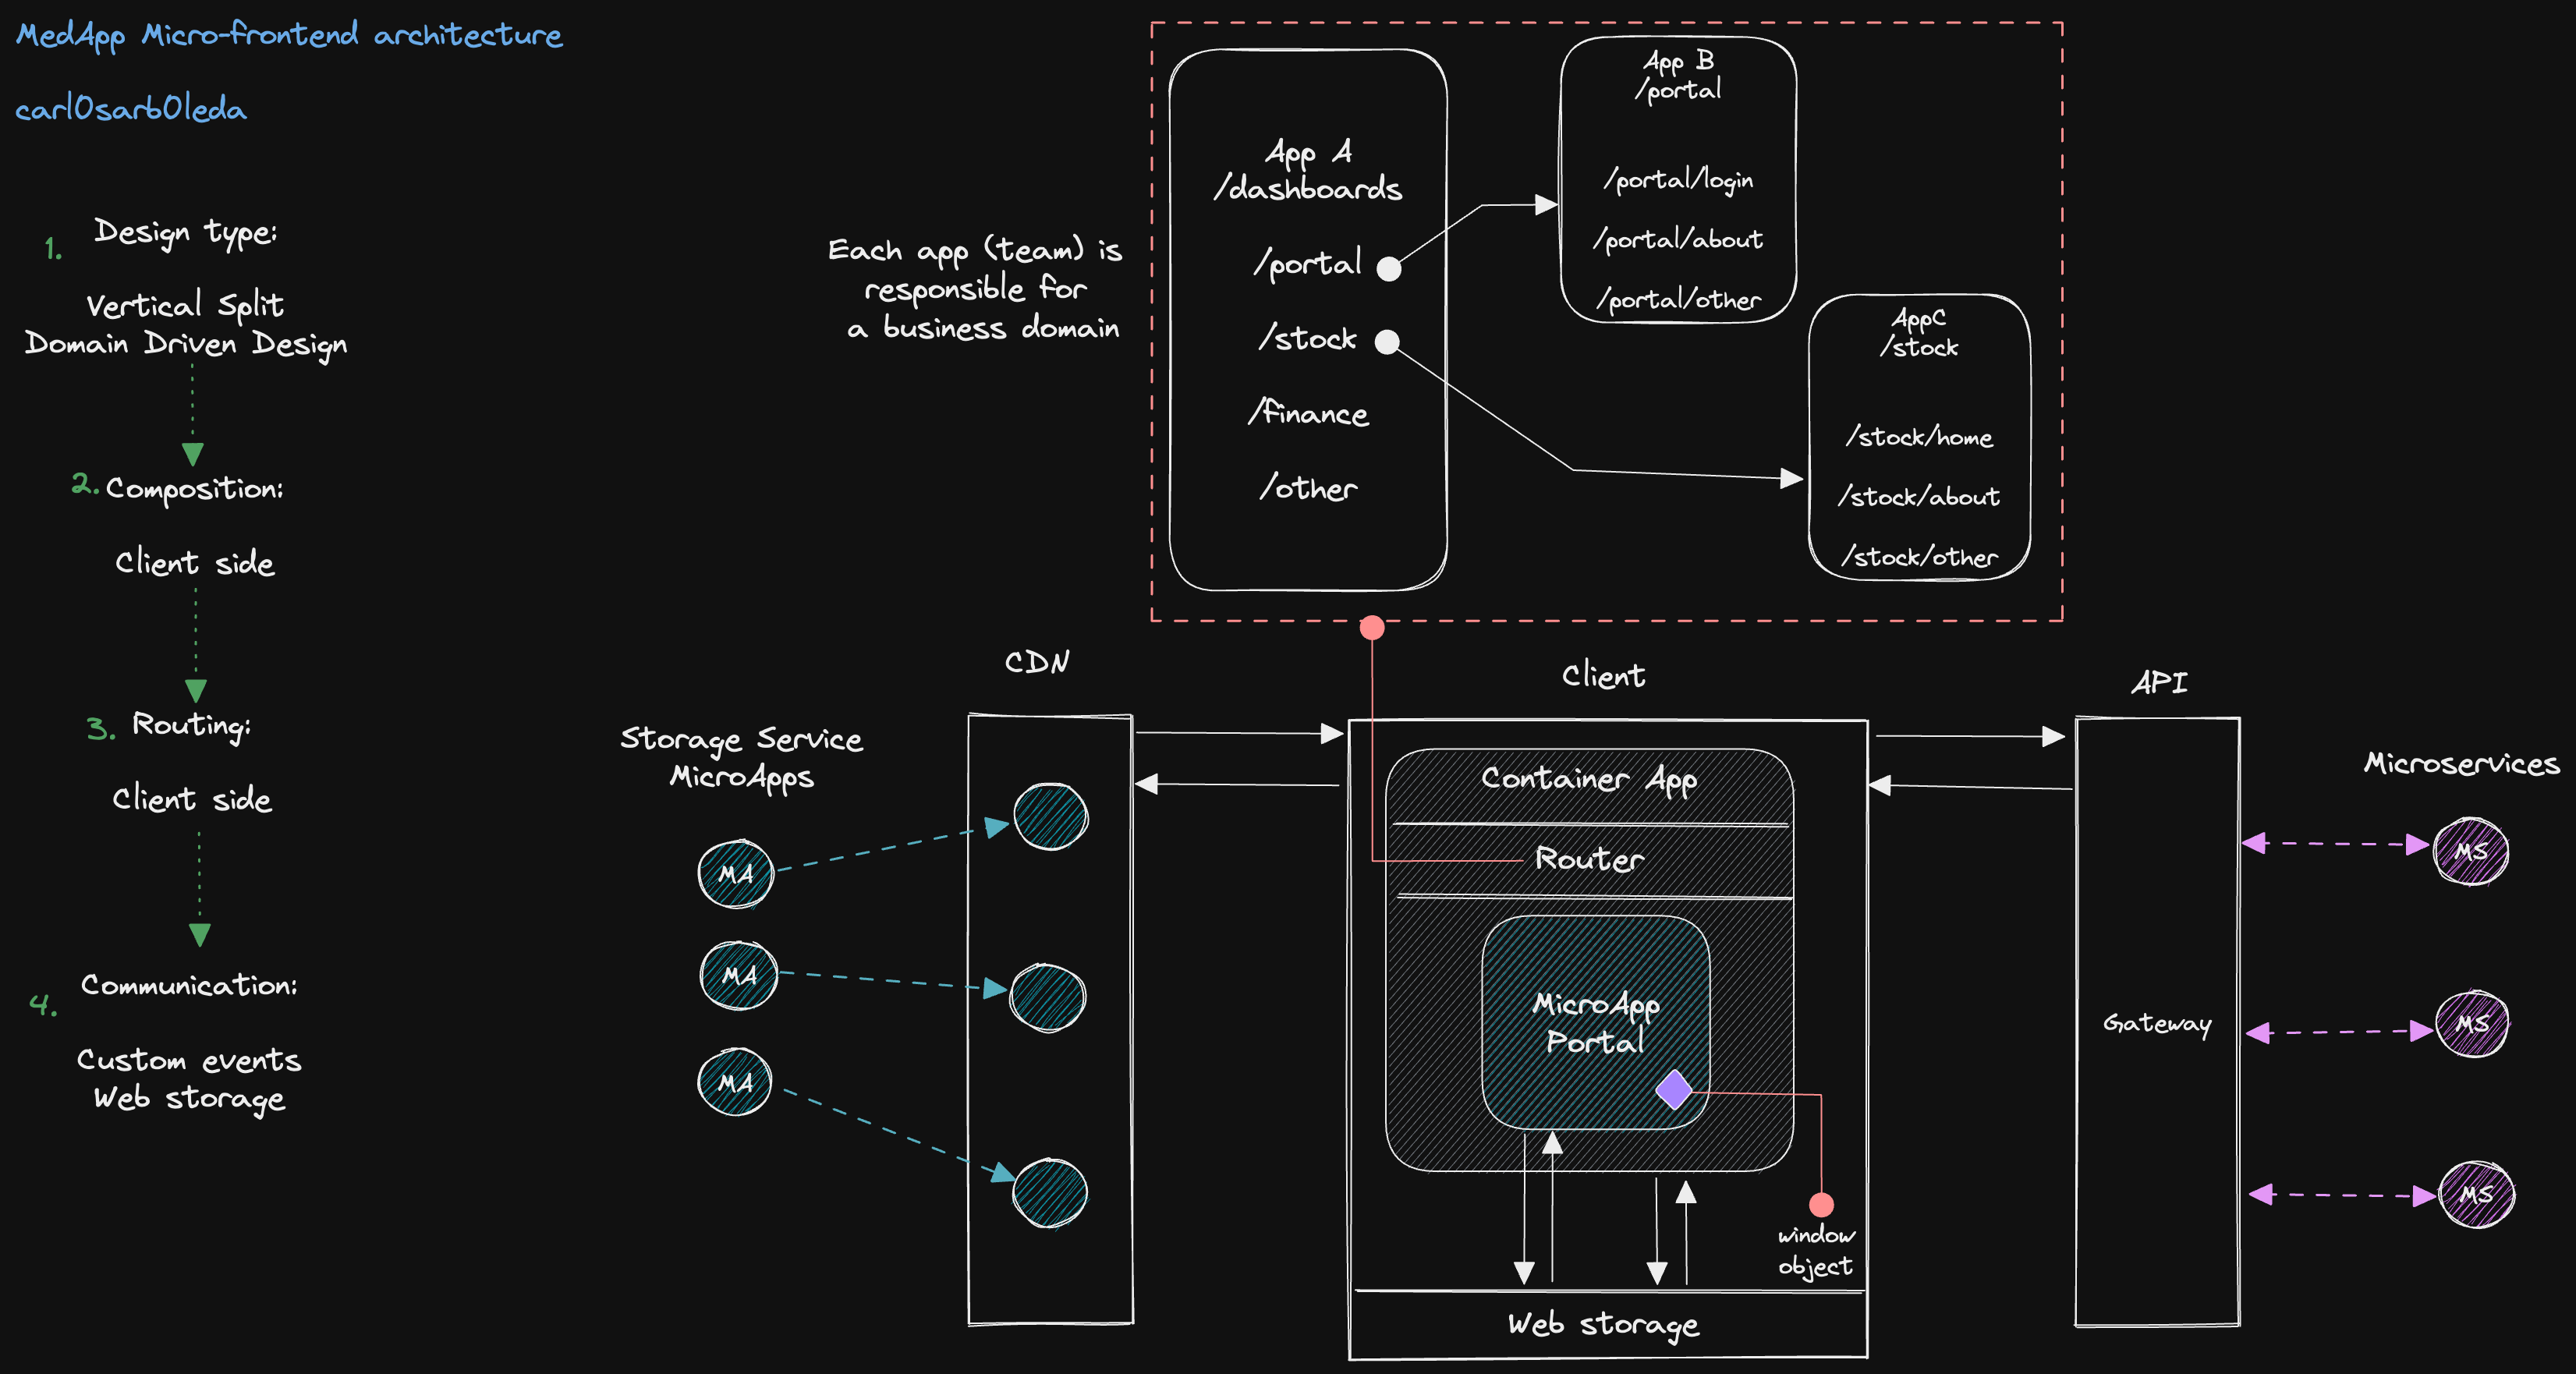 MedApp Micro-frontend architecture
carl0sarb0leda
1. Design type:
Vertical Split
Domain Driven Design
2. Composition:
Client side
3. Routing:
Client side
4. Communication:
Custom events
Web storage
Each app (team) is
responsible for
a business domain
App A
/dashboards
/portal
/stock
/finance
/other
App B
/portal
/portal/login
/portal/about
/portal/other
AppC
/stock
/stock/home
/stock/about
/stock/other
Storage Service
MicroApps
MA
MA
MA
CDN
Client
Container App
Router
MicroApp
Portal
window
object
Web storage
API
Gateway
Microservices
MS
MS
MS